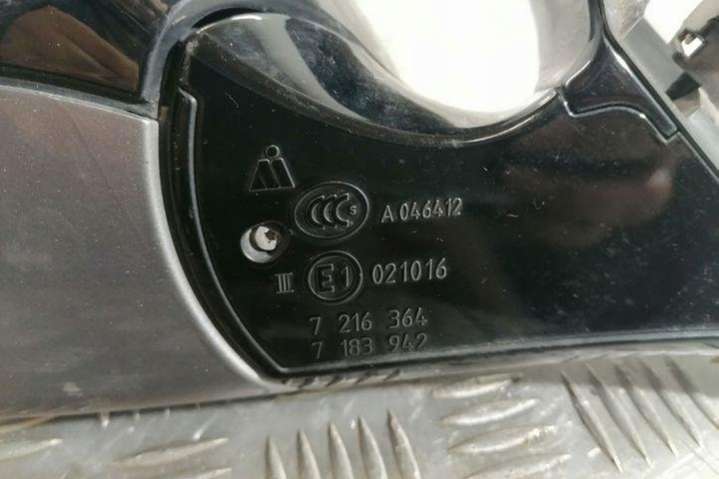 CCC S A 046412
III E1 021016
7 216 364
7 183 942